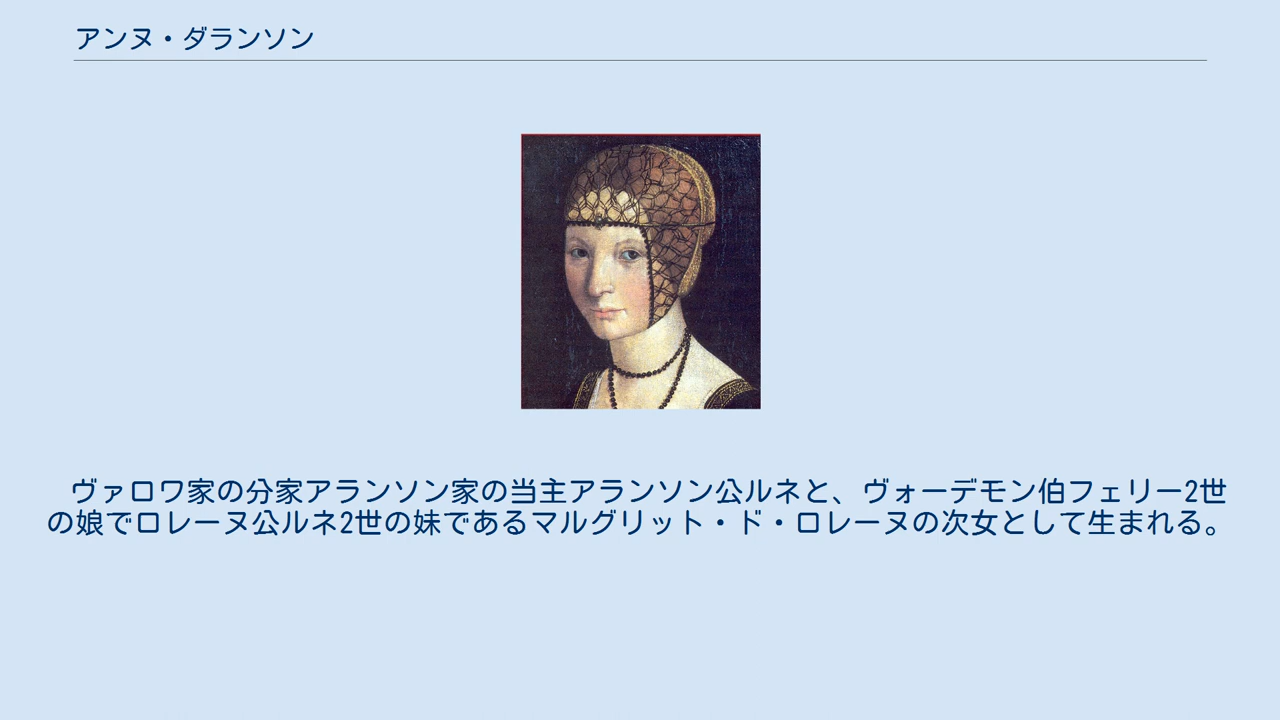 アンヌ・ダランソン
ヴァロワ家の分家アランソン家の当主アランソン公ルネと、ヴォーデモン伯フェリー2世
の娘でロレーヌ公ルネ2世の妹であるマルグリット・ド・ロレーヌの次女として生まれる。